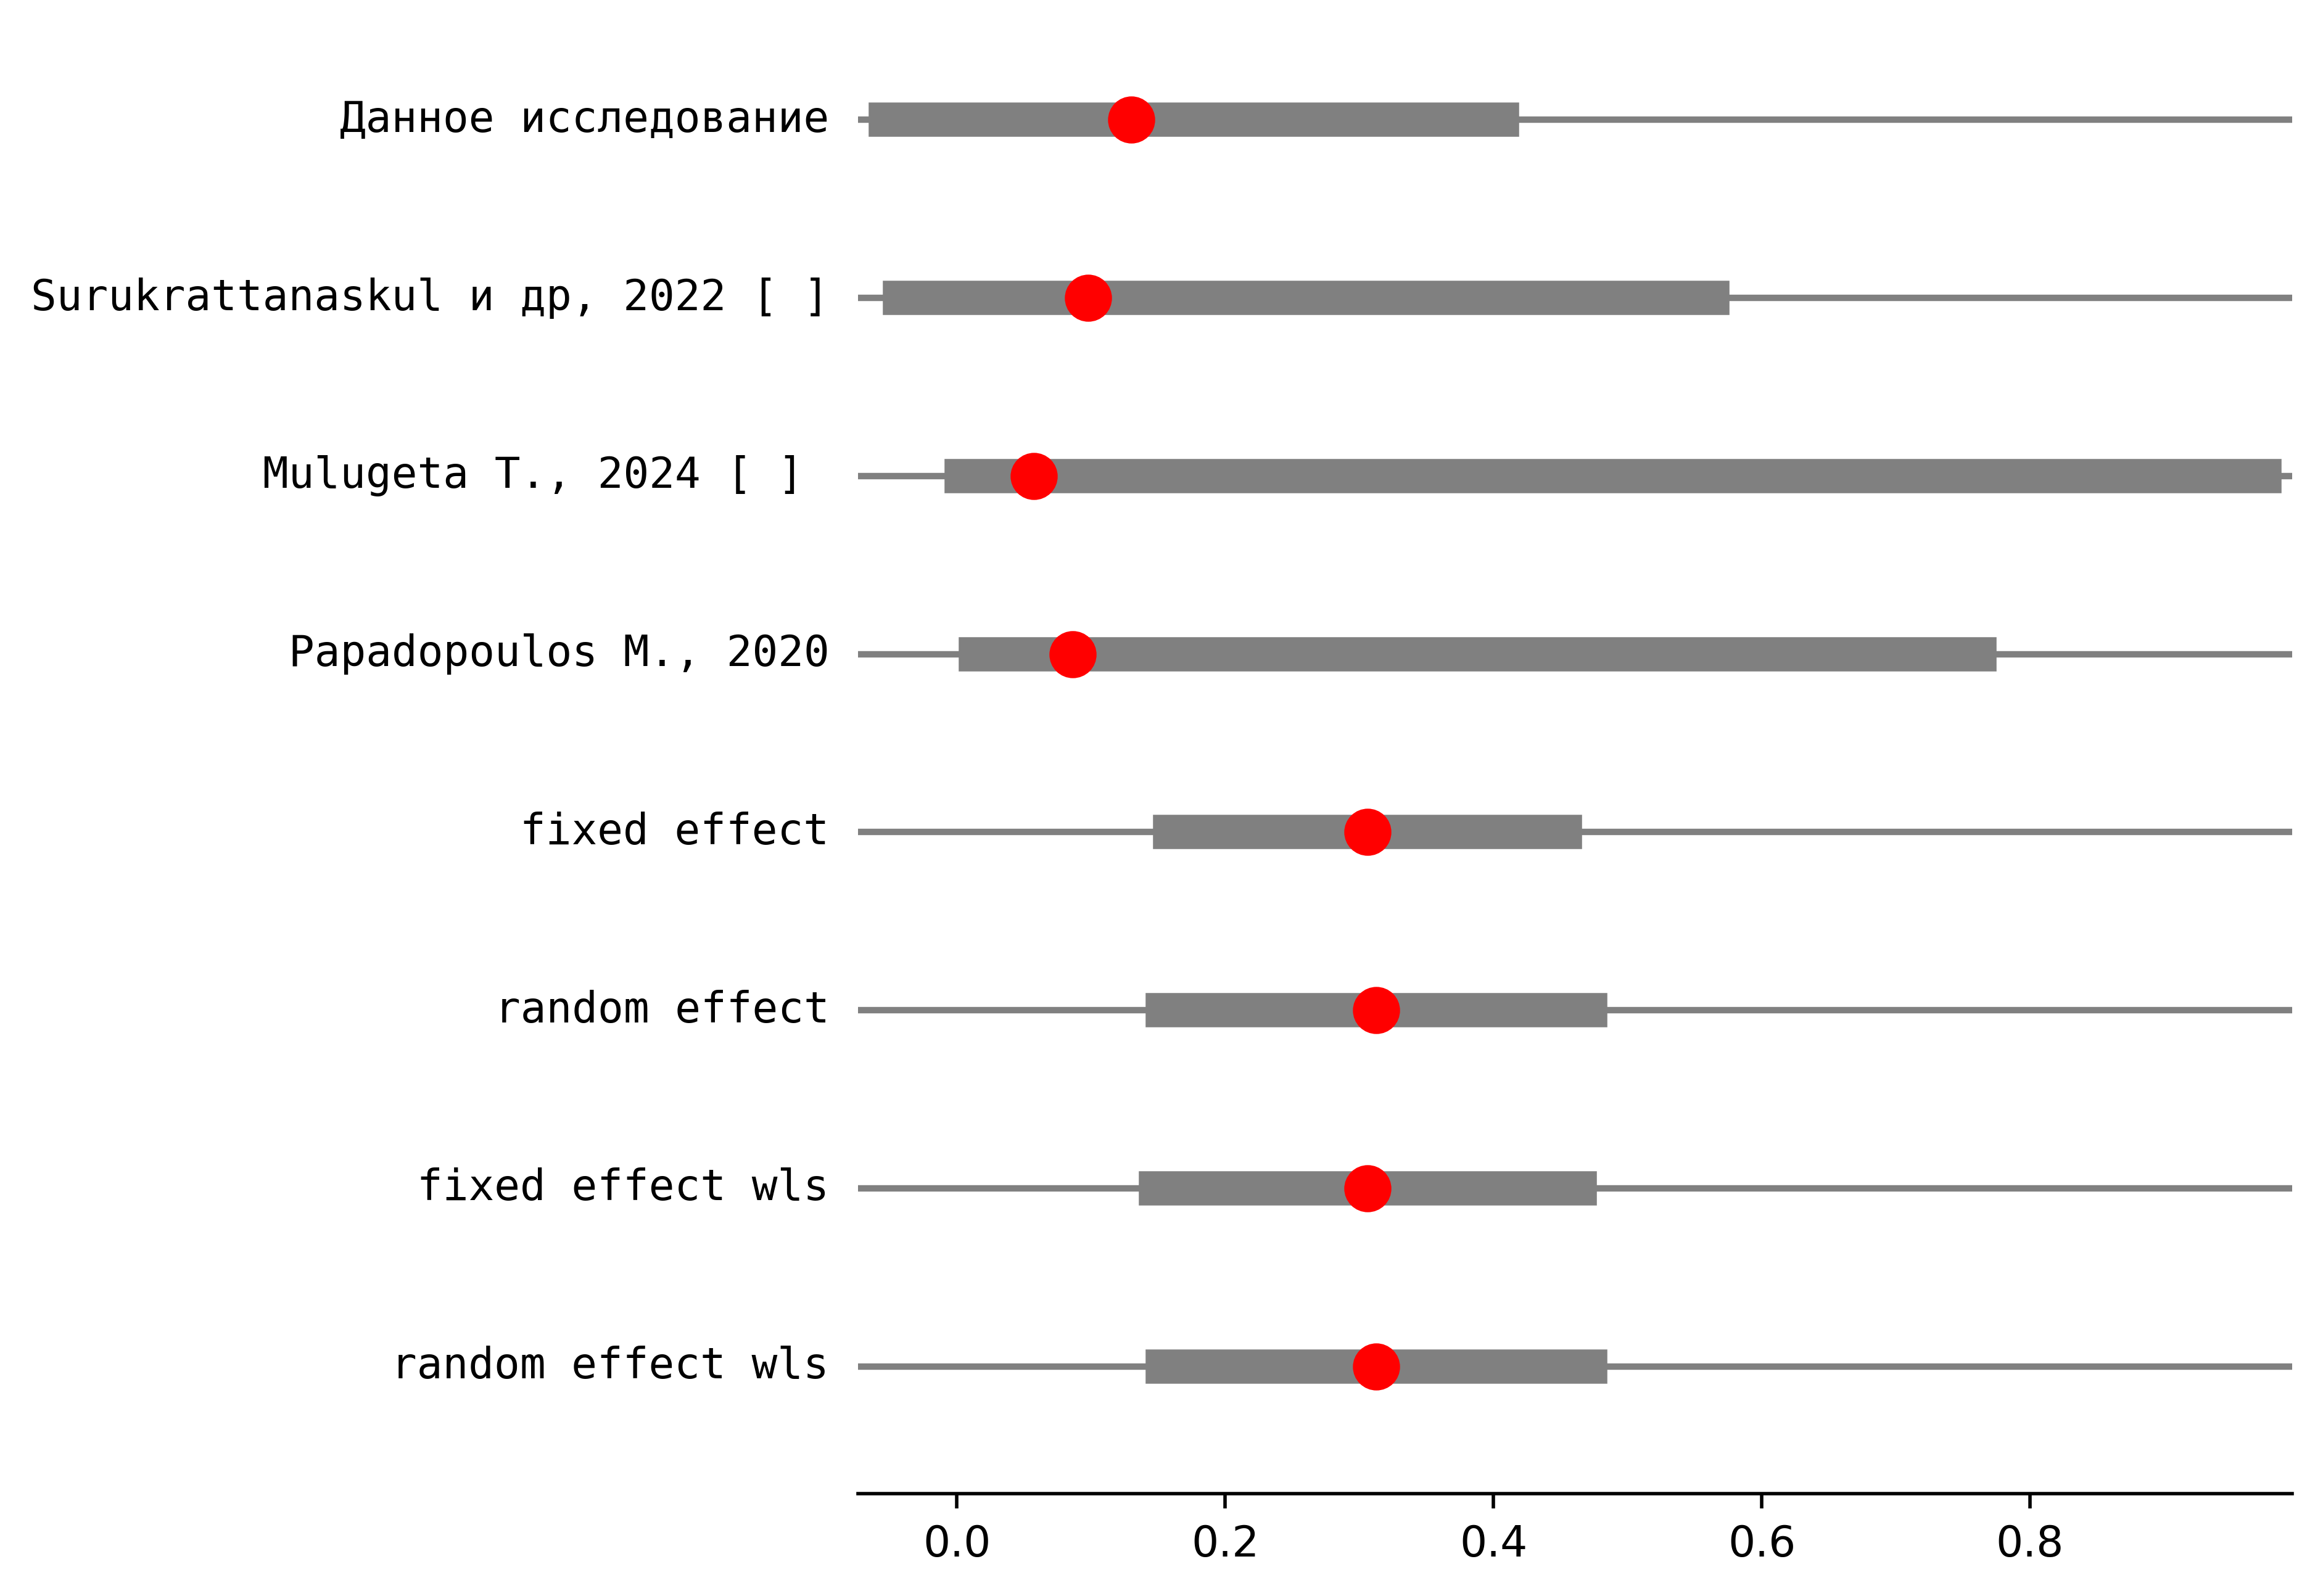 Данное исследование
Surukrattanaskul и др, 2022 [ ]
Mulugeta T., 2024 [ ]
Papadopoulos M., 2020
fixed effect
random effect
fixed effect wls
random effect wls
0.0 0.2 0.4 0.6 0.8